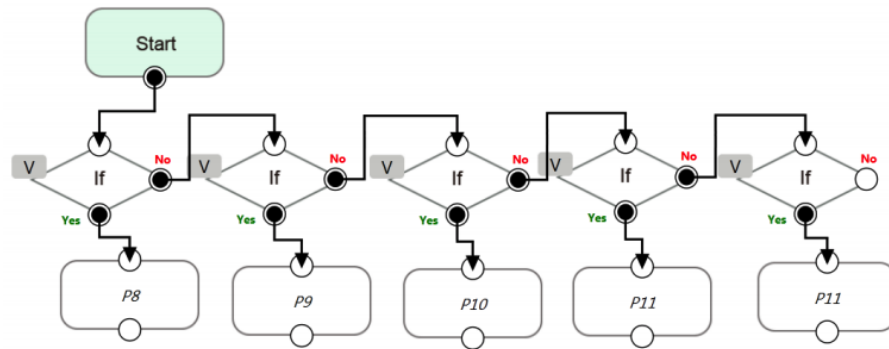 Start
V
If
No
Yes
V
If
No
Yes
V
If
No
Yes
V
If
No
Yes
V
If
No
Yes
P8
P9
P10
P11
P11